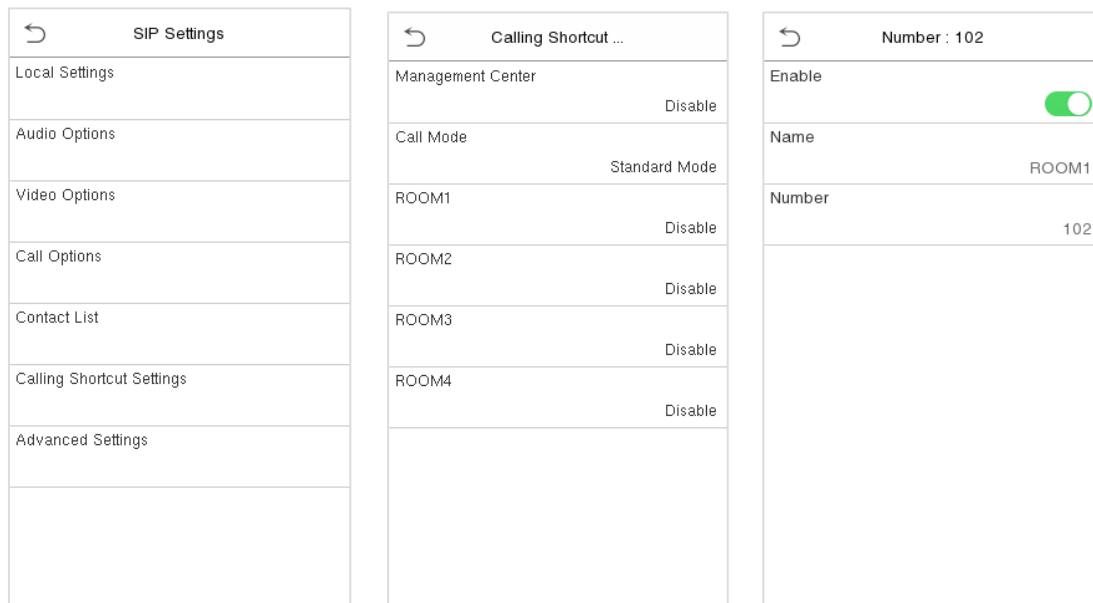 SIP Settings
Local Settings
Audio Options
Video Options
Call Options
Contact List
Calling Shortcut Settings
Advanced Settings
Calling Shortcut ...
Management Center
Disable
Call Mode
Standard Mode
ROOM1
Disable
ROOM2
Disable
ROOM3
Disable
ROOM4
Disable
Number : 102
Enable
Name
ROOM1
Number
102